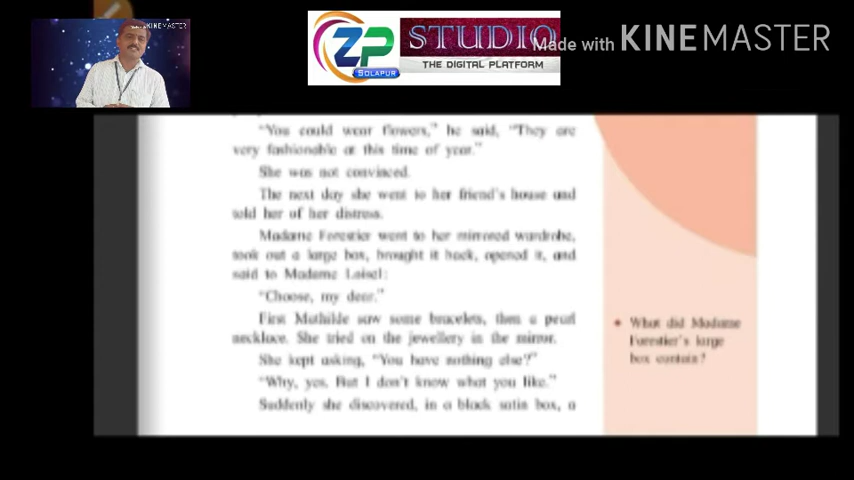 KINEMASTER
ZP
SOLAPUR
STUDIO
THE DIGITAL PLATFORM
Made with KINEMASTER
"You could wear flowers," he said, "They are
very fashionable at this time of year."
She was not convinced.
The next day she went to her friend's house and
told her of her distress.
Madame Forestier went to her mirrored wardrobe,
took out a large box, brought it back, opened it, and
said to Madame Loisel:
"Choose, my dear."
First Mathilde saw some bracelets, then a pearl
necklace. She tried on the jewellery in the mirror.
She kept asking, "You have nothing else?"
"Why, yes. But I don't know what you like."
Suddenly she discovered, in a black satin box, a
• What did Madame
Forestier's large
box contain?